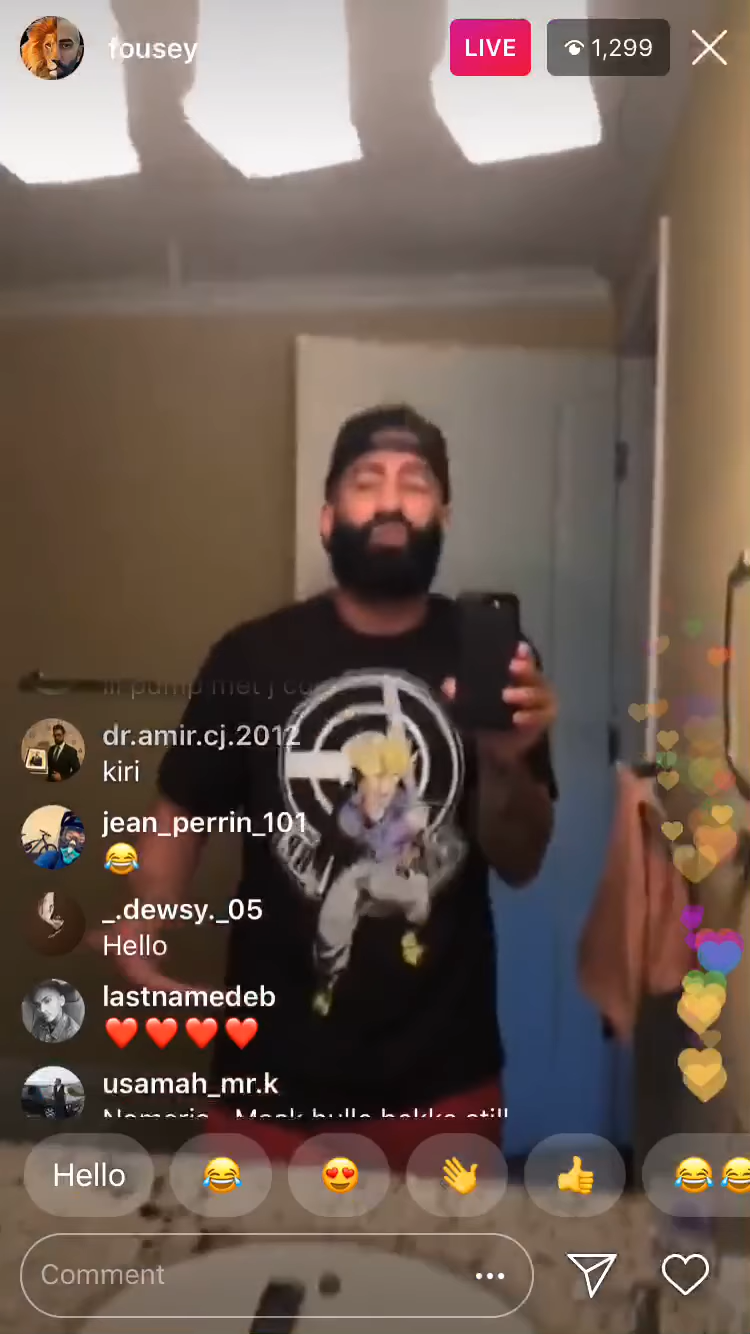 fousey
LIVE
1,299
dr.amir.cj.2012
kiri
jean_perrin_101
😂
_.dewsy._05
Hello
lastnamedeb
❤️❤️❤️❤️
usamah_mr.k
Hello 😂 😍 👋 👍 😂😂
Comment